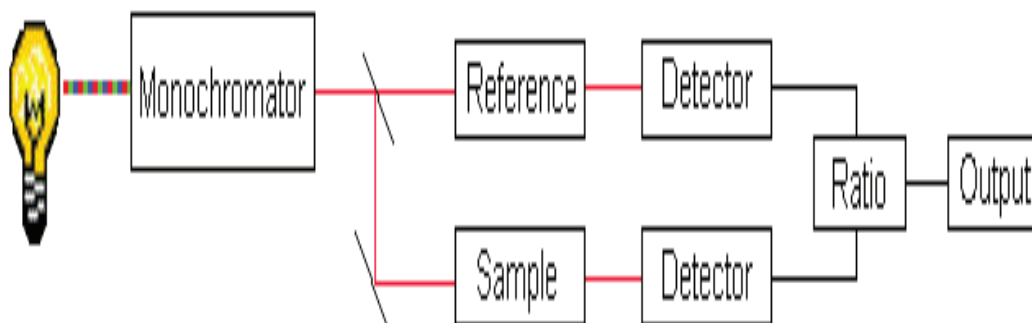 Monochromator
Reference
Detector
Ratio
Output
Sample
Detector